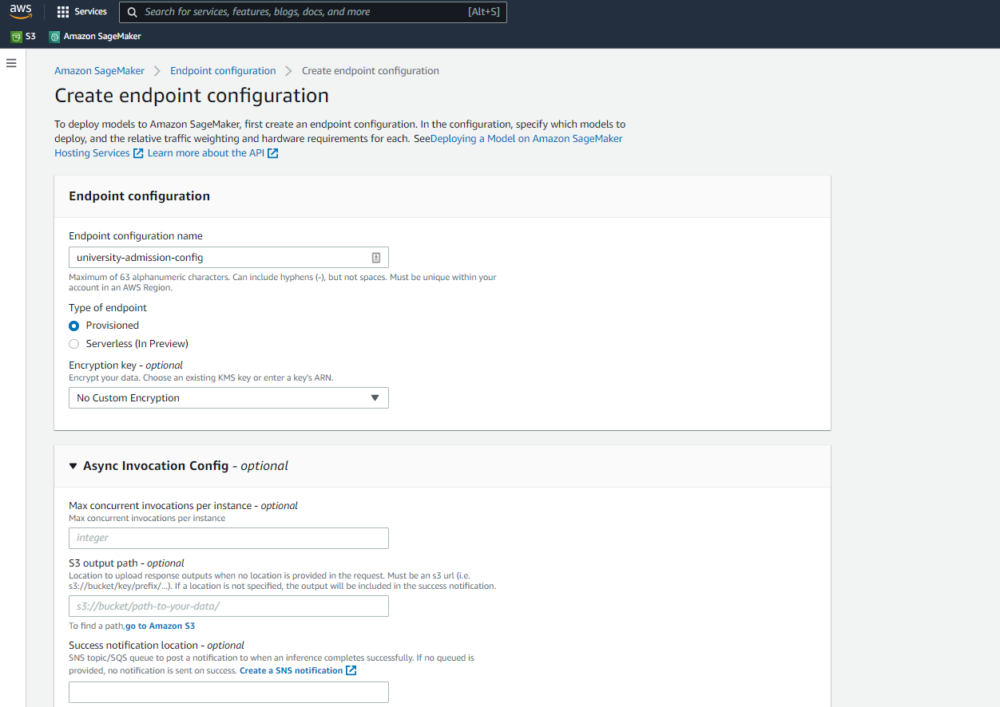 aws
Services
Search for services, features, blogs, docs, and more
[Alt+S]
S3
Amazon SageMaker
Amazon SageMaker
Endpoint configuration
Create endpoint configuration
Create endpoint configuration
To deploy models to Amazon SageMaker, first create an endpoint configuration. In the configuration, specify which models to
deploy, and the relative traffic weighting and hardware requirements for each. SeeDeploying a Model on Amazon SageMaker
Hosting Services Learn more about the API
Endpoint configuration
Endpoint configuration name
university-admission-config
Maximum of 63 alphanumeric characters. Can include hyphens (-), but not spaces. Must be unique within your
account in an AWS Region.
Type of endpoint
Provisioned
Serverless (In Preview)
Encryption key - optional
Encrypt your data. Choose an existing KMS key or enter a key's ARN.
No Custom Encryption
Async Invocation Config - optional
Max concurrent invocations per instance - optional
Max concurrent invocations per instance
integer
S3 output path - optional
Location to upload response outputs when no location is provided in the request. Must be an s3 url (i.e.
s3://bucket/key/prefix/...). If a location is not specified, the output will be included in the success notification.
s3://bucket/path-to-your-data/
To find a path,go to Amazon S3
Success notification location - optional
SNS topic/SQS queue to post a notification to when an inference completes successfully. If no queued is
provided, no notification is sent on success. Create a SNS notification